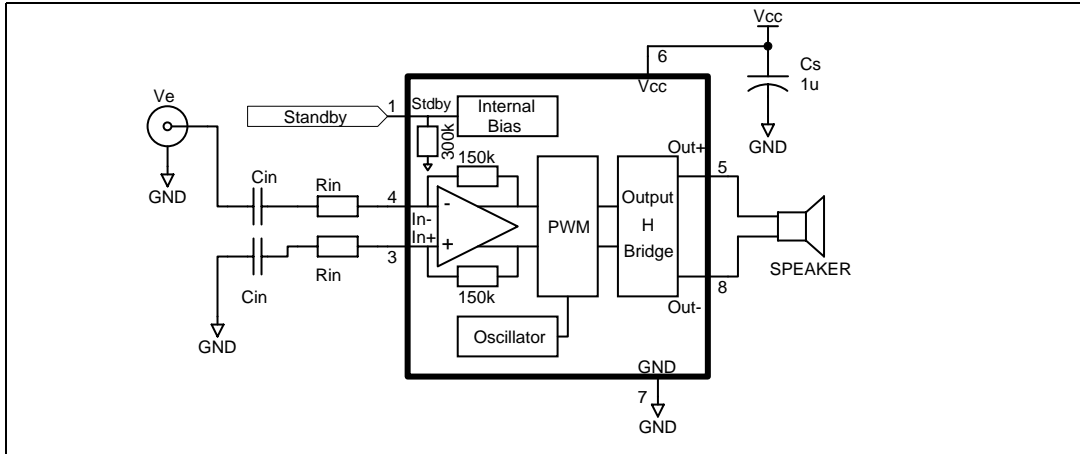 Vcc
6
Cs
1u
Vcc
GND
Ve
GND
Standby
1
Stdby
300k
Internal
Bias
150k
Cin
Rin
4
In-
In+
3
-
+
Cin
Rin
GND
150k
PWM
Output
H
Bridge
Out+
5
SPEAKER
8
Out-
Oscillator
GND
7
GND